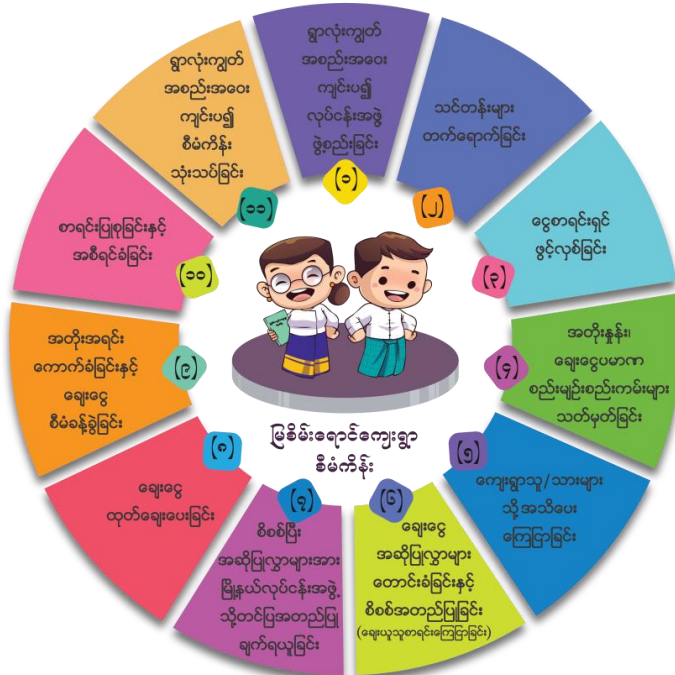 ရွာလုံးကျွတ်
အစည်းအဝေး
ကျင်းပ၍
လုပ်ငန်းအဖွဲ့
ဖွဲ့စည်းခြင်း
(၁)
သင်တန်းများ
တက်ရောက်ခြင်း
(၂)
ငွေစာရင်းရှင်
ဖွင့်လှစ်ခြင်း
(၃)
အတိုးနှုန်း၊
ချေးငွေပမာဏ
စည်းမျဉ်းစည်းကမ်းများ
သတ်မှတ်ခြင်း
(၄)
ကျေးရွာသူ/သားများ
သို့အသိပေး
ကြေငြာခြင်း
(၅)
ချေးငွေ
အဆိုပြုလွှာများ
တောင်းခံခြင်းနှင့်
စိစစ်အတည်ပြုခြင်း
(ချေးယူသူစာရင်းကြေငြာခြင်း)
(၆)
စိစစ်ပြီး
အဆိုပြုလွှာများအား
မြို့နယ်လုပ်ငန်းအဖွဲ့
သို့တင်ပြအတည်ပြု
ချက်ရယူခြင်း
(၇)
ချေးငွေ
ထုတ်ချေးပေးခြင်း
(၈)
အတိုးအရင်း
ကောက်ခံခြင်းနှင့်
ချေးငွေ
စီမံခန့်ခွဲခြင်း
(၉)
စာရင်းပြုစုခြင်းနှင့်
အစီရင်ခံခြင်း
(၁၀)
ရွာလုံးကျွတ်
အစည်းအဝေး
ကျင်းပ၍
စီမံကိန်း
သုံးသပ်ခြင်း
(၁၁)
မြစိမ်းရောင်ကျေးရွာ
စီမံကိန်း